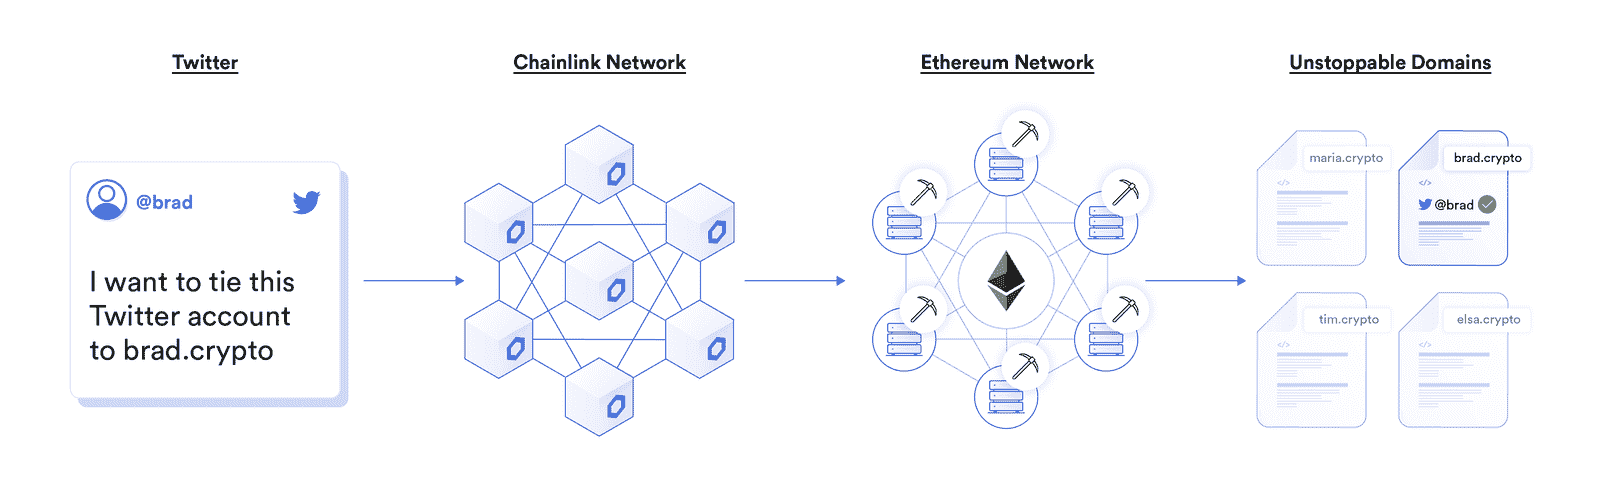 Twitter
Chainlink Network
Ethereum Network
Unstoppable Domains
@brad
I want to tie this
Twitter account
to brad.crypto
maria.crypto
</>
brad.crypto
</>
@brad
tim.crypto
</>
elsa.crypto
</>